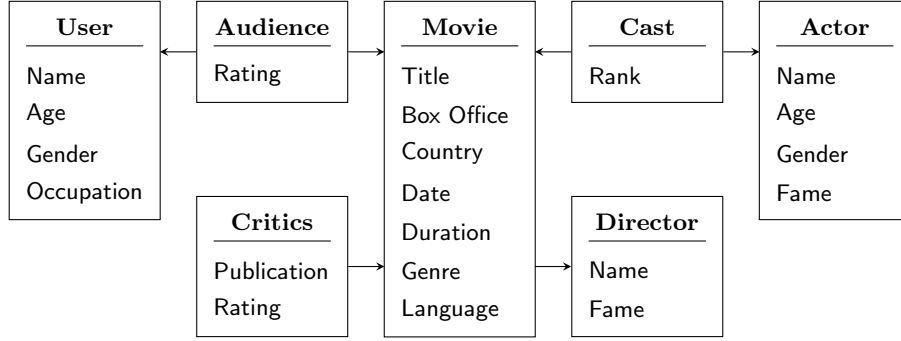 User
Name
Age
Gender
Occupation
Audience
Rating
Movie
Title
Box Office
Country
Date
Duration
Genre
Language
Cast
Rank
Actor
Name
Age
Gender
Fame
Critics
Publication
Rating
Director
Name
Fame